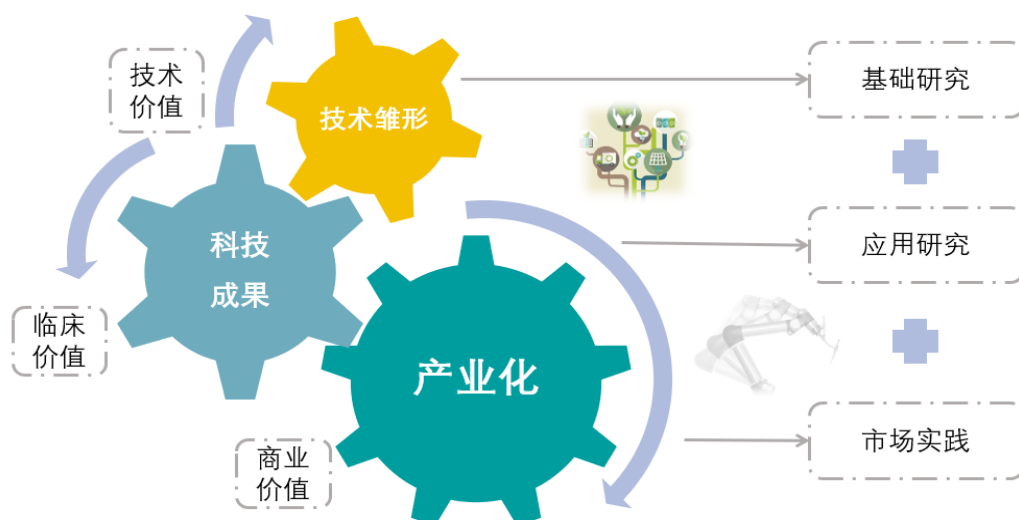 技术
价值
技术雏形
基础研究
科技
成果
应用研究
临床
价值
产业化
商业
价值
市场实践